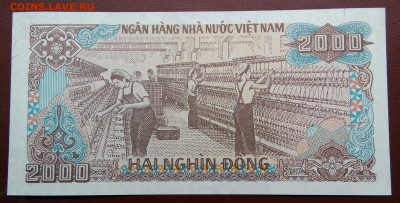 COINS.LAVE.RU
NGÂN HÀNG NHÀ NƯỚC VIỆT NAM
2000
2000
HAI NGHÌN ĐỒNG